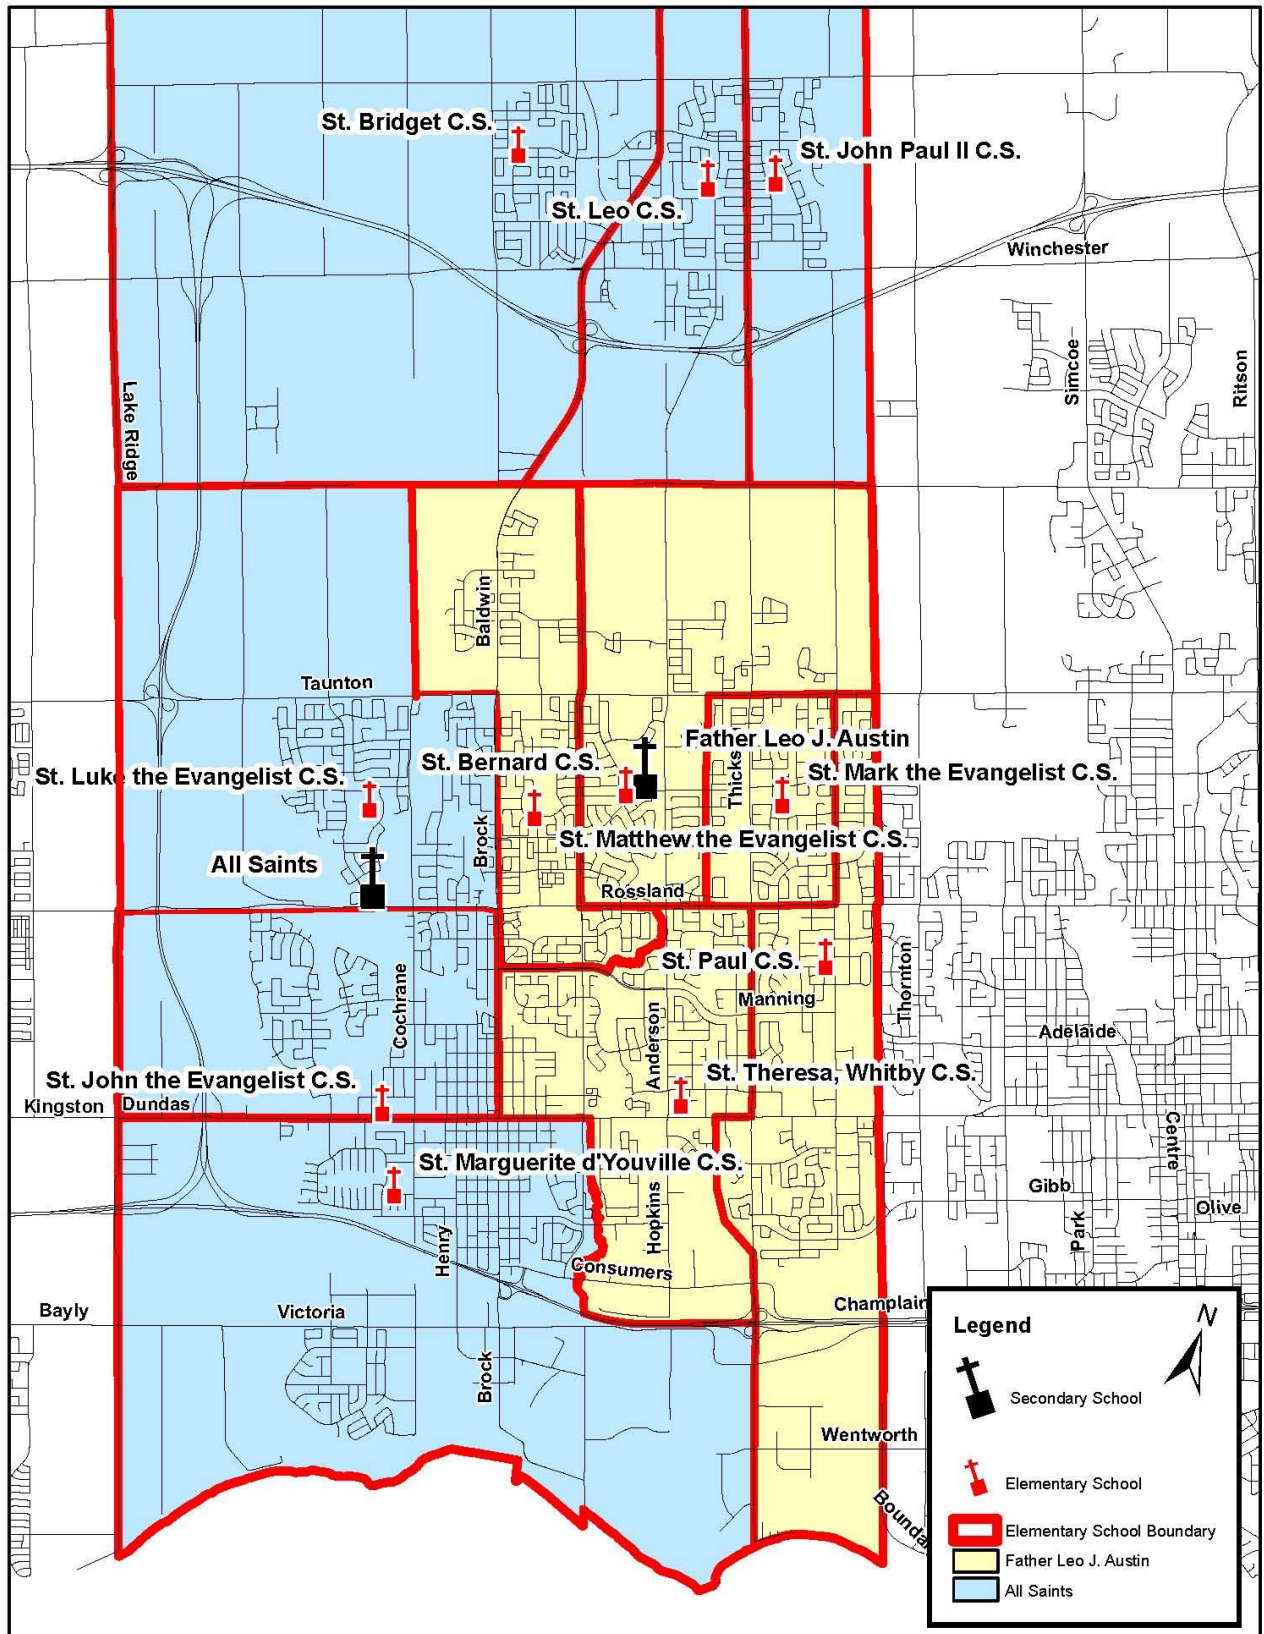 St. Bridget C.S.
St. John Paul II C.S.
St. Leo C.S.
Winchester
Simcoe
Ritson
Lake Ridge
Baldwin
Taunton
Father Leo J. Austin
St. Bernard C.S.
St. Luke the Evangelist C.S.
St. Mark the Evangelist C.S.
Thicks
Brock
St. Matthew the Evangelist C.S.
All Saints
Rossland
St. Paul C.S.
Thornton
Manning
Cochrane
Anderson
Adelaide
St. Theresa, Whitby C.S.
St. John the Evangelist C.S.
Kingston
Dundas
Centre
St. Marguerite d'Youville C.S.
Gibb
Olive
Park
Hopkins
Henry
Consumers
Bayly
Victoria
Champlain
Brock
Wentworth
Legend
N
Secondary School
Elementary School
Elementary School Boundary
Father Leo J. Austin
All Saints